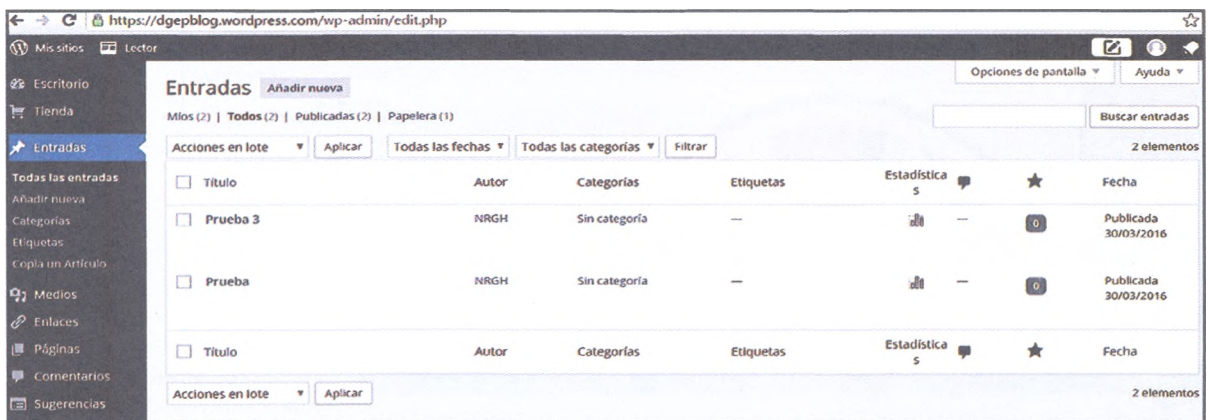 https://dgepblog.wordpress.com/wp-admin/edit.php
Mis sitios Lector
Escritorio
Tienda
Entradas
Todas las entradas
Añadir nueva
Categorías
Etiquetas
Copia un Artículo
Medios
Enlaces
Páginas
Comentarios
Sugerencias
Opciones de pantalla ▼ Ayuda ▼
Entradas Añadir nueva
Míos (2) | Todos (2) | Publicadas (2) | Papelera (1)
Buscar entradas
Acciones en lote ▼ Aplicar Todas las fechas ▼ Todas las categorías ▼ Filtrar 2 elementos
Título Autor Categorías Etiquetas Estadística
s Fecha
Prueba 3 NRGH Sin categoría — — 0 Publicada
30/03/2016
Prueba NRGH Sin categoría — — 0 Publicada
30/03/2016
Título Autor Categorías Etiquetas Estadística
s Fecha
Acciones en lote ▼ Aplicar 2 elementos